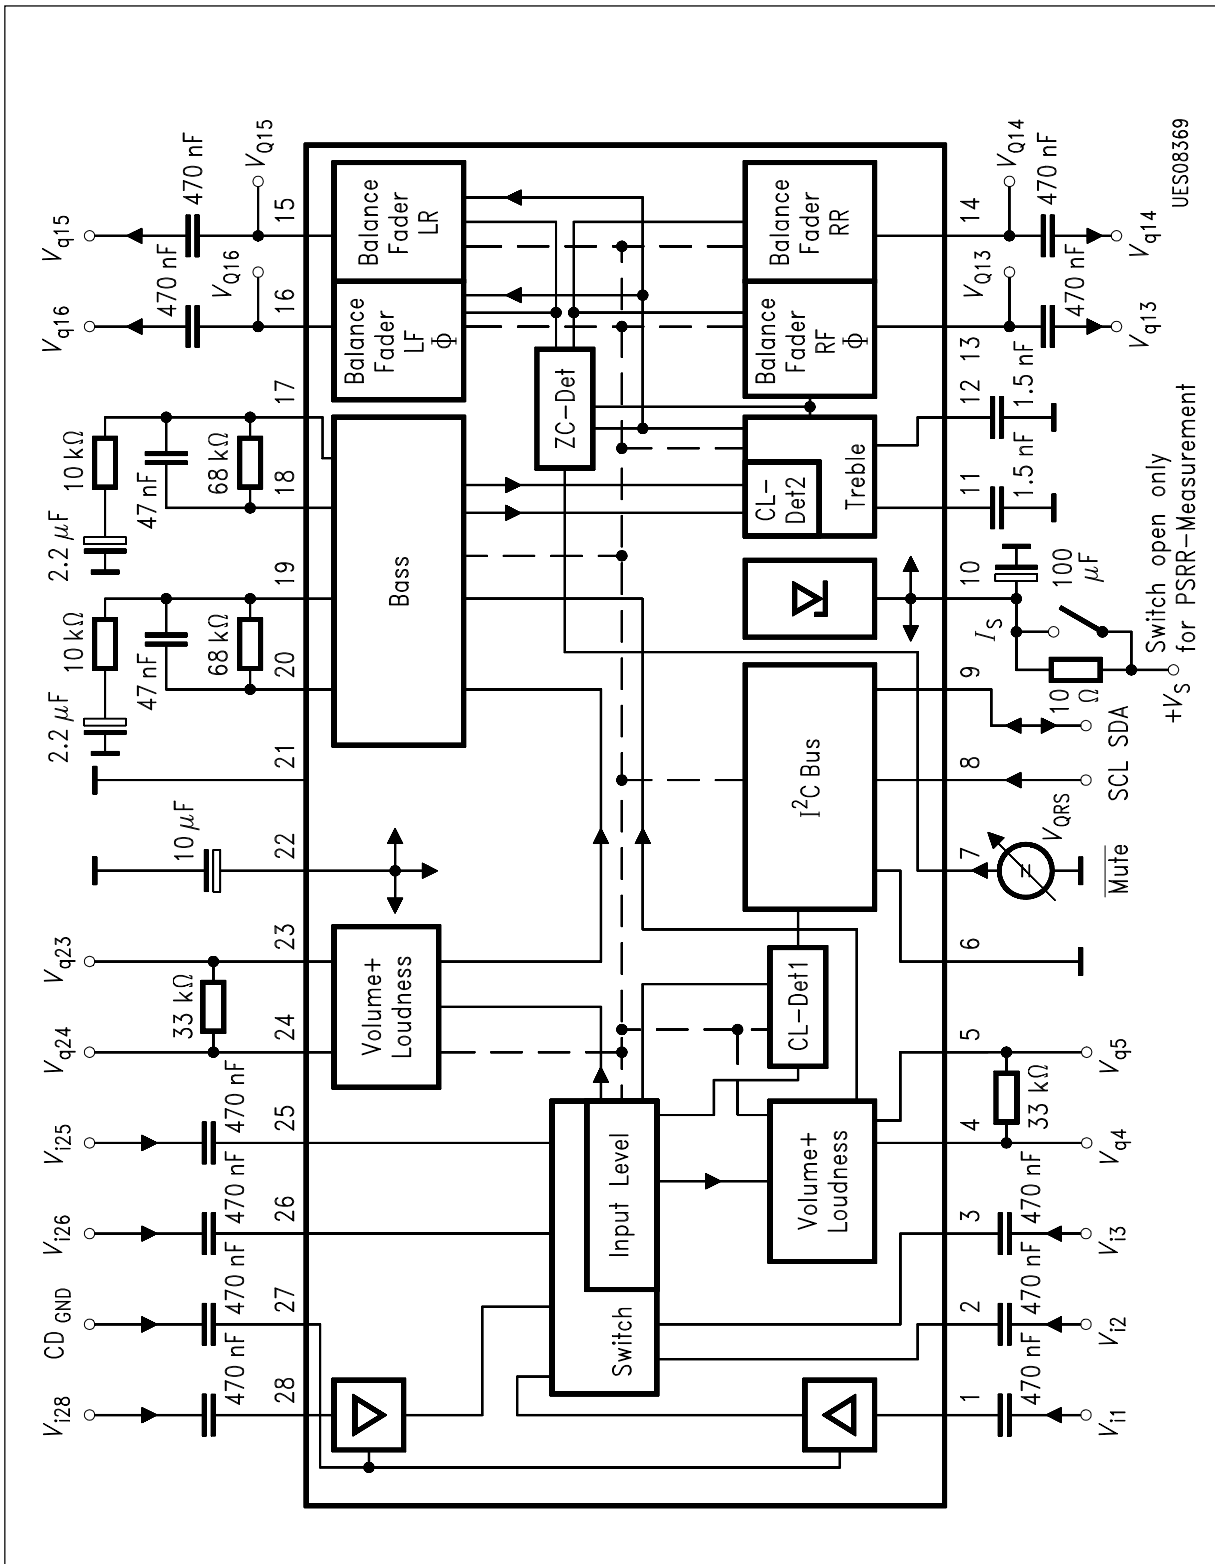 V_i28
CD_GND
V_i26
V_i25
V_q24
V_q23
33 kΩ
10 µF
2.2 µF
10 kΩ
47 nF
68 kΩ
2.2 µF
10 kΩ
47 nF
68 kΩ
V_q16
V_q15
470 nF
470 nF
V_Q16
V_Q15
470 nF
470 nF
470 nF
470 nF
28
27
26
25
24
23
22
21
20
19
18
17
16
15
Volume+
Loudness
Bass
Balance
Fader
LF
Φ
Balance
Fader
LR
ZC-Det
Switch
Input Level
CL-Det1
Volume+
Loudness
I²C Bus
CL-
Det2
Treble
Balance
Fader
RF
Φ
Balance
Fader
RR
1
2
3
4
5
6
7
8
9
10
11
12
13
14
470 nF
470 nF
470 nF
33 kΩ
V_QRS
10
Ω
I_S
100
µF
1.5 nF
1.5 nF
V_Q13
V_Q14
470 nF
470 nF
V_i1
V_i2
V_i3
V_q4
V_q5
Mute
SCL
SDA
+V_S
Switch open only
for PSRR-Measurement
V_q13
V_q14
UES08369